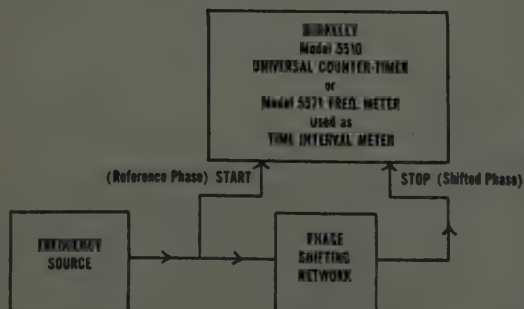 BERKELEY
Model 5510
UNIVERSAL COUNTER-TIMER
or
Model 5571 FREQ. METER
used as
TIME INTERVAL METER
(Reference Phase) START
STOP (Shifted Phase)
FREQUENCY
SOURCE
PHASE
SHIFTING
NETWORK